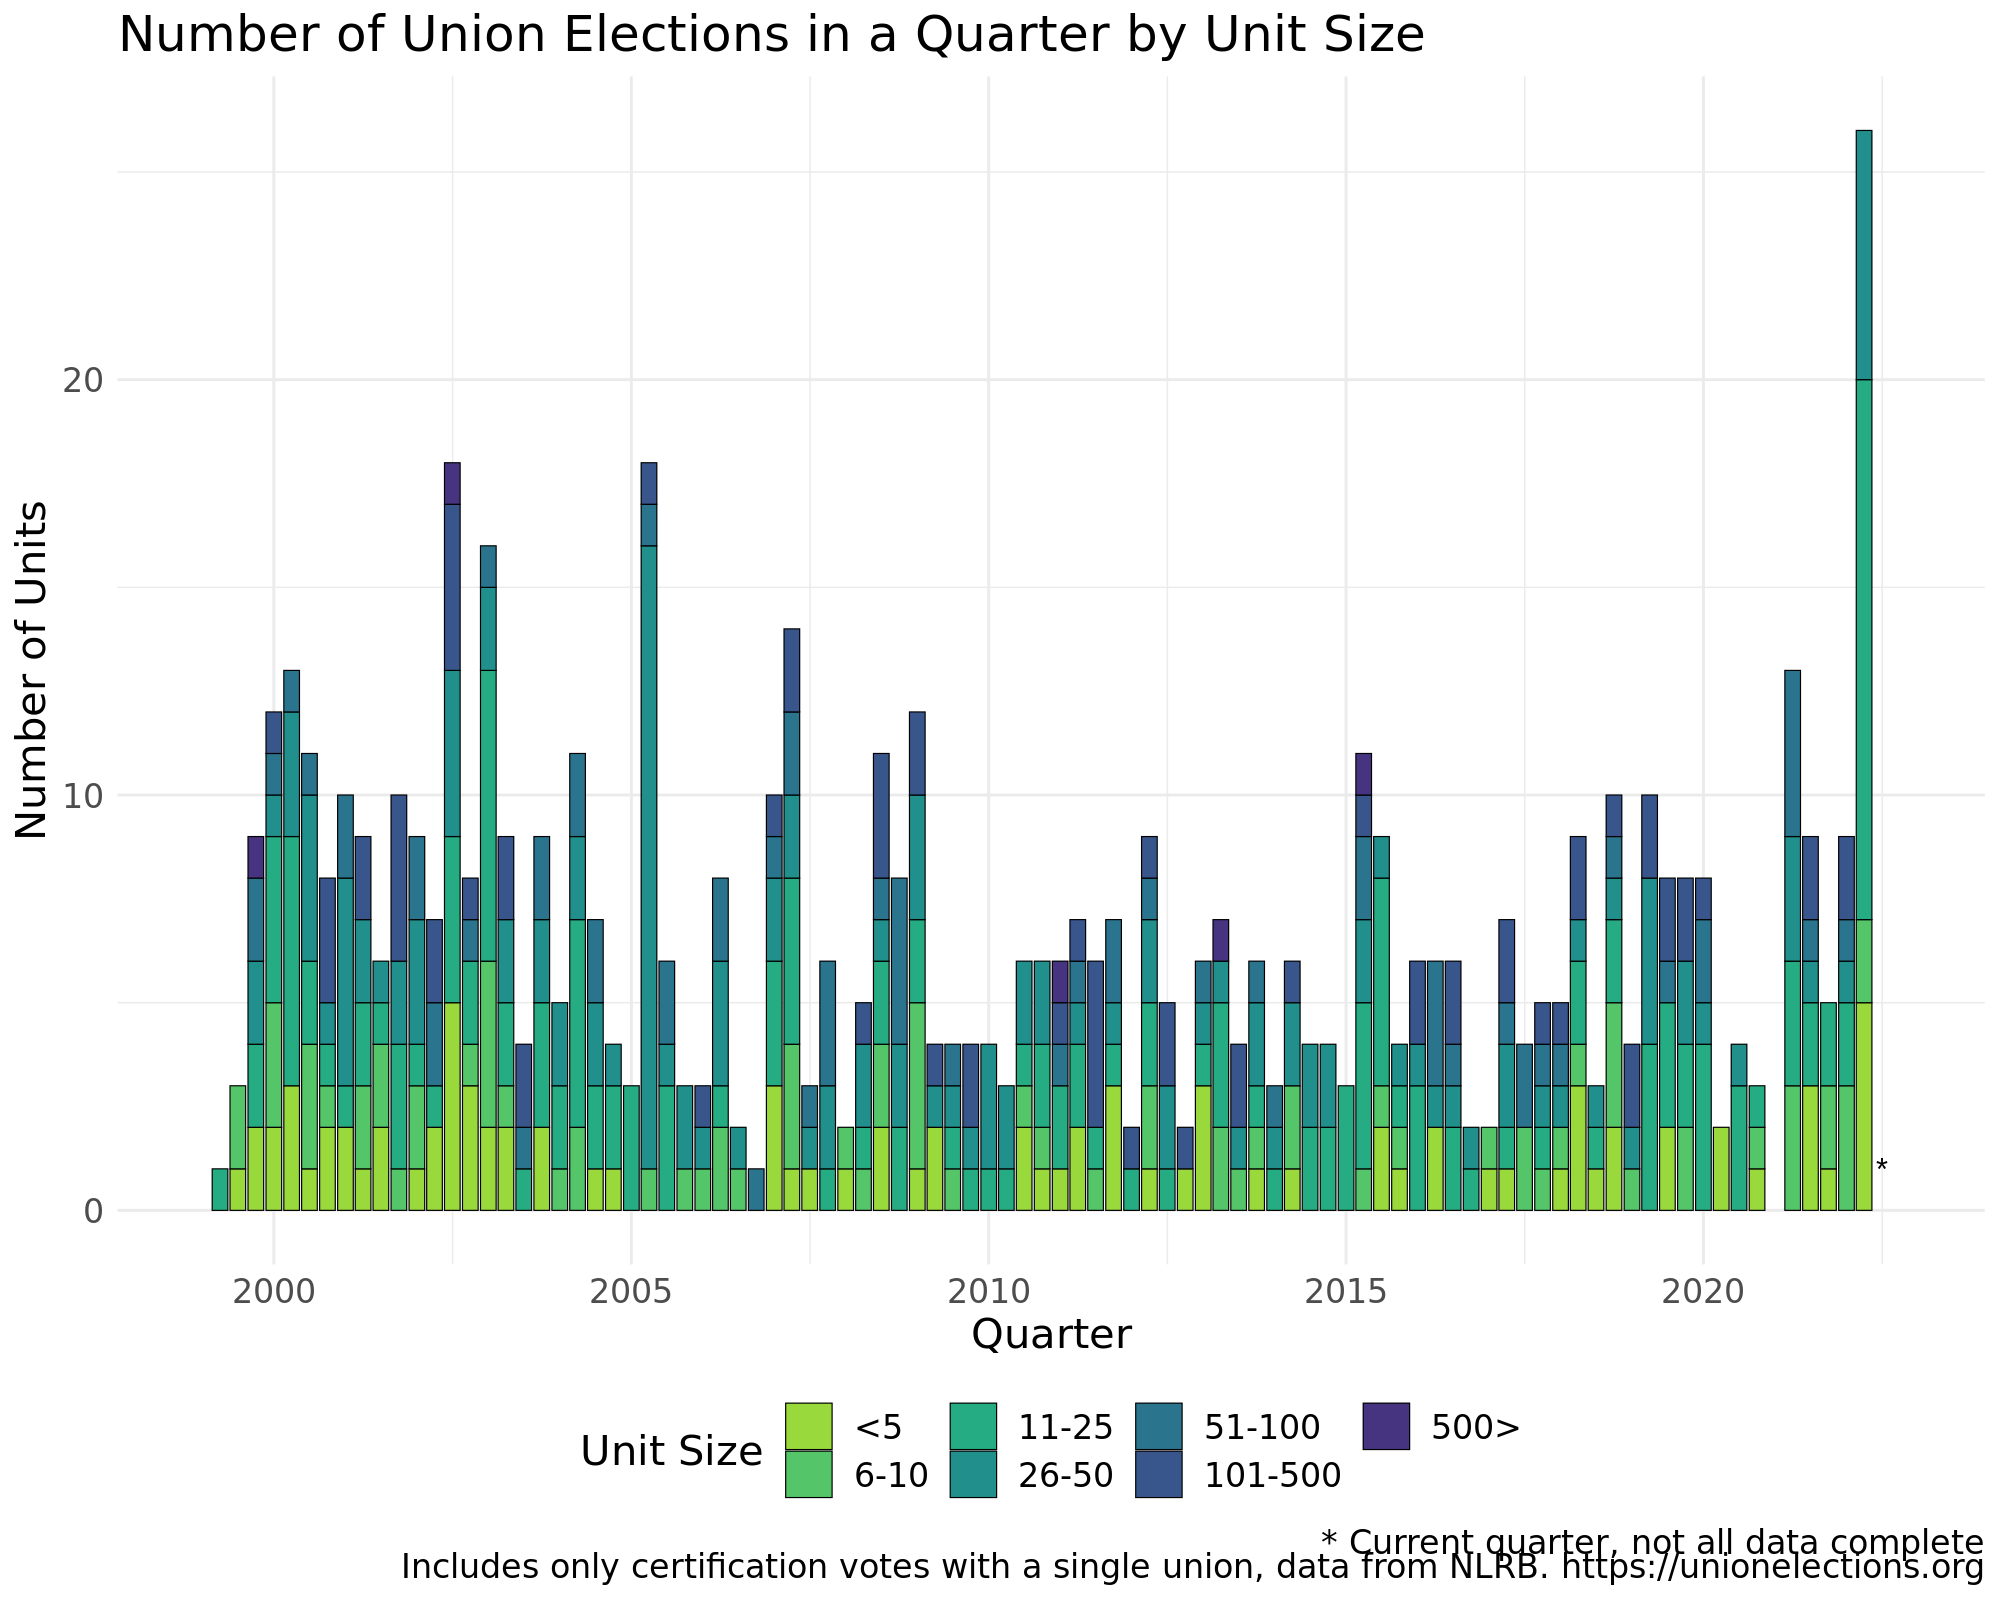 Number of Union Elections in a Quarter by Unit Size
Number of Units
20
10
0
*
2000 2005 2010 2015 2020
Quarter
Unit Size
<5 11-25 51-100 500>
6-10 26-50 101-500
* Current quarter, not all data complete
Includes only certification votes with a single union, data from NLRB. https://unionelections.org